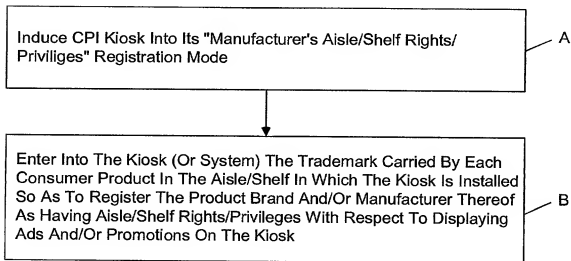 Induce CPI Kiosk Into Its "Manufacturer's Aisle/Shelf Rights/
Priviliges" Registration Mode
A
Enter Into The Kiosk (Or System) The Trademark Carried By Each
Consumer Product In The Aisle/Shelf In Which The Kiosk Is Installed
So As To Register The Product Brand And/Or Manufacturer Thereof
As Having Aisle/Shelf Rights/Privileges With Respect To Displaying
Ads And/Or Promotions On The Kiosk
B